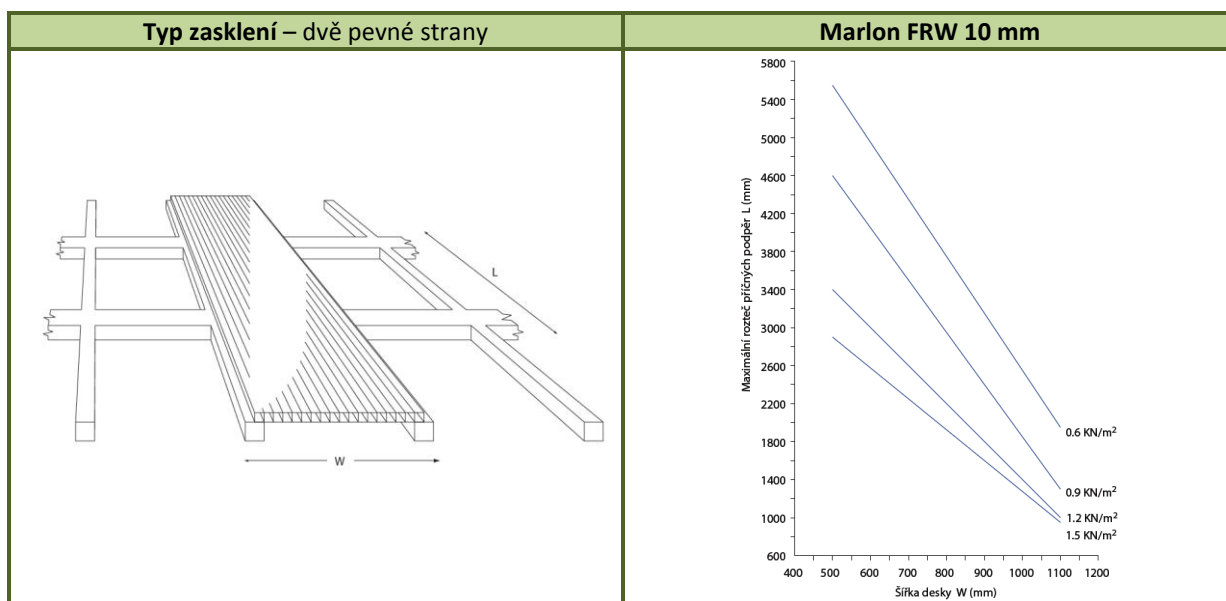 Typ zasklení – dvě pevné strany
Marlon FRW 10 mm
L
W
Maximální rozteč příčných podpěr L (mm)
5800
5400
5000
4600
4200
3800
3400
3000
2600
2200
1800
1400
1000
600
0.6 KN/m²
0.9 KN/m²
1.2 KN/m²
1.5 KN/m²
400 500 600 700 800 900 1000 1100 1200
Šířka desky W (mm)